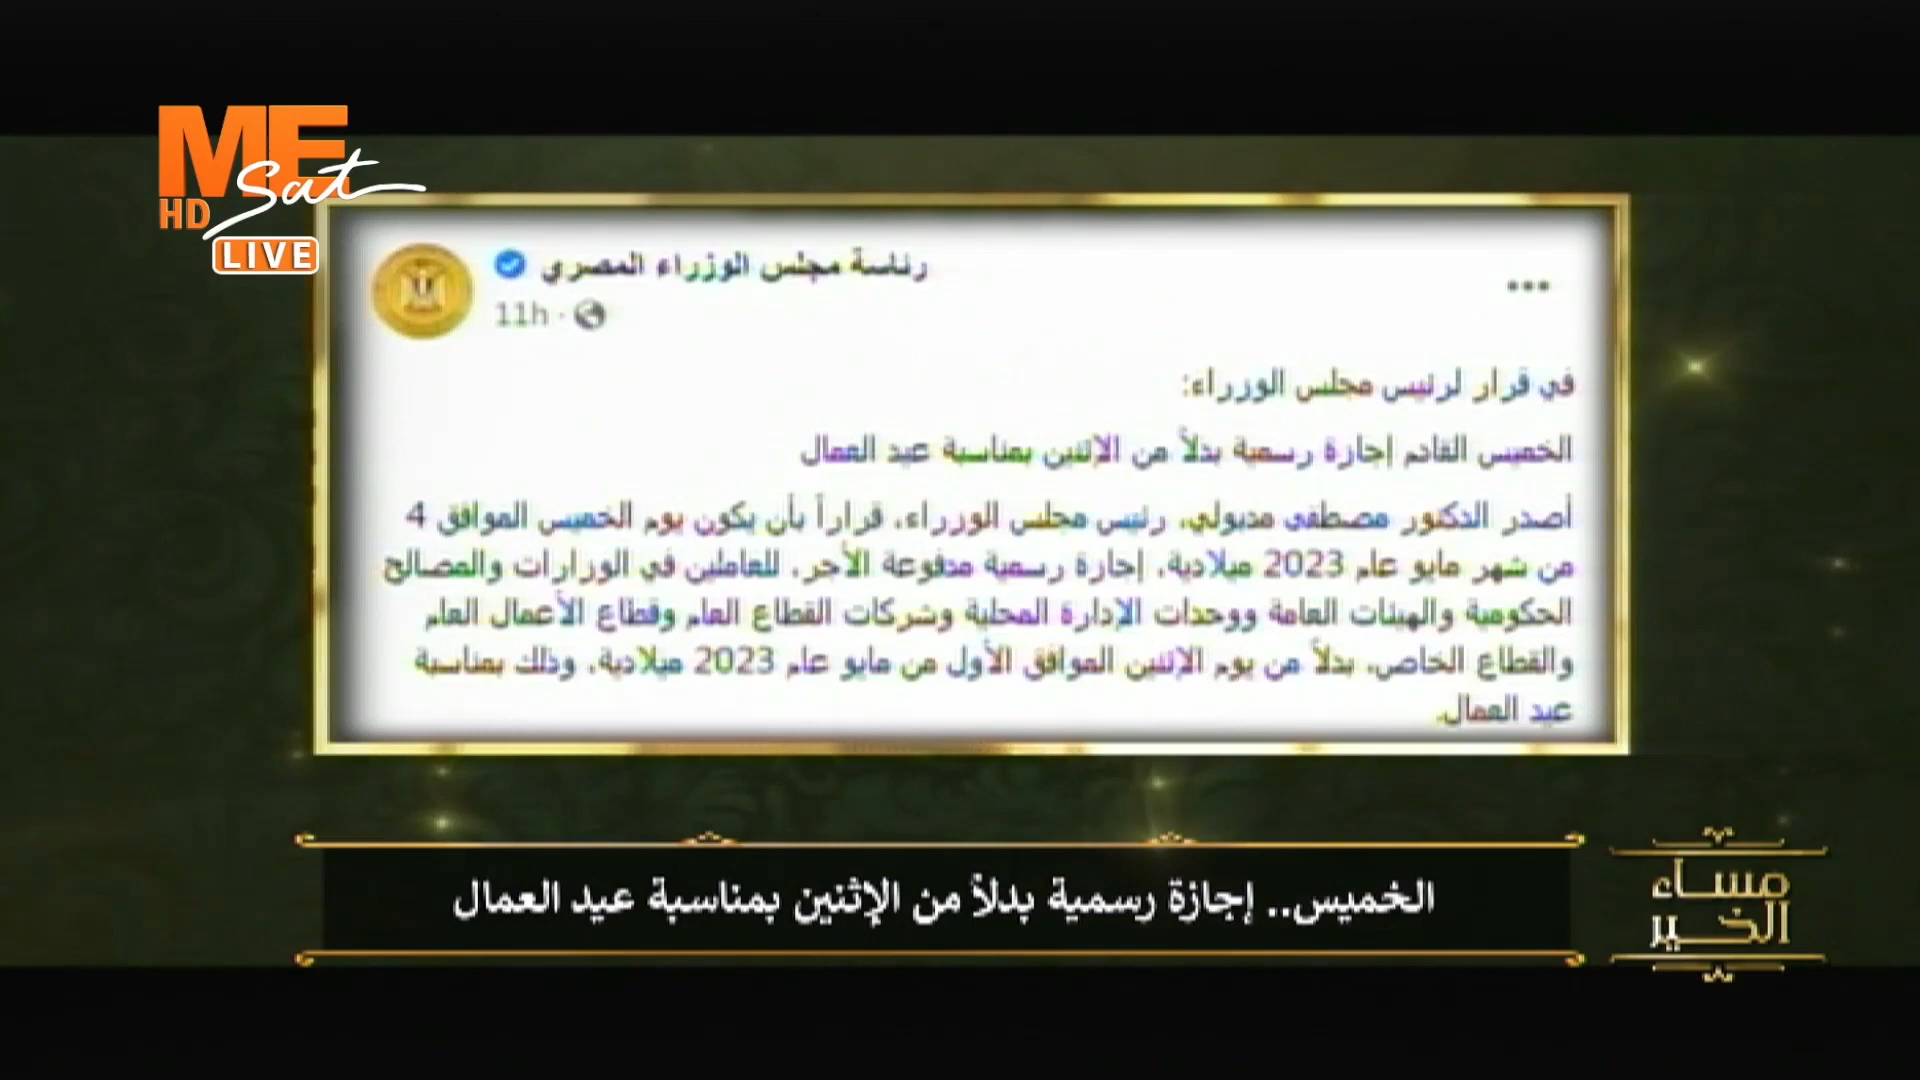 ME
Sat
HD
LIVE
رئاسة مجلس الوزراء المصري
11h
في قرار لرئيس مجلس الوزراء:
الخميس القادم إجازة رسمية بدلاً من الإثنين بمناسبة عيد العمال
أصدر الدكتور مصطفى مدبولي، رئيس مجلس الوزراء، قراراً بأن يكون يوم الخميس الموافق 4
من شهر مايو عام 2023 ميلادية، إجازة رسمية مدفوعة الأجر، للعاملين في الوزارات والمصالح
الحكومية والهيئات العامة ووحدات الإدارة المحلية وشركات القطاع العام وقطاع الأعمال العام
والقطاع الخاص، بدلاً من يوم الإثنين الموافق الأول من مايو عام 2023 ميلادية، وذلك بمناسبة
عيد العمال.
الخميس.. إجازة رسمية بدلاً من الإثنين بمناسبة عيد العمال
مساء
الخير